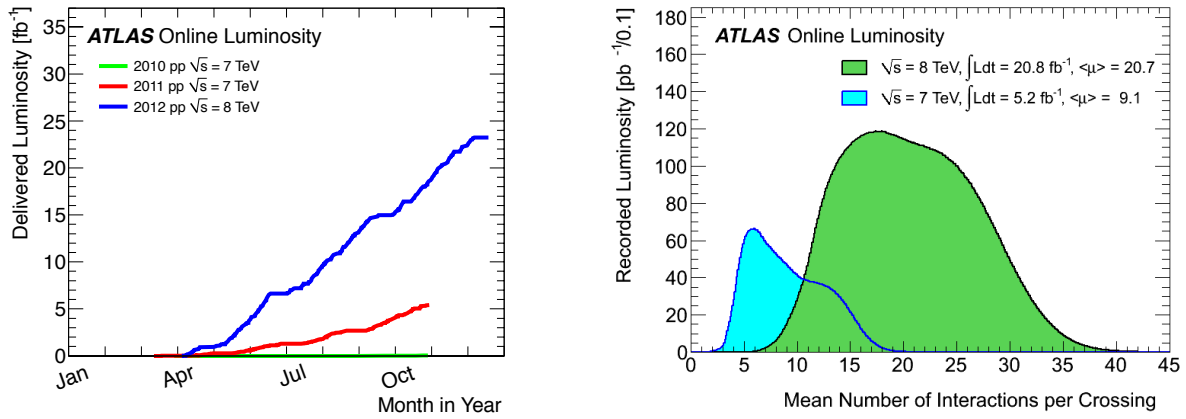 Delivered Luminosity [fb⁻¹]
35
30
25
20
15
10
5
0
ATLAS Online Luminosity
2010 pp √s = 7 TeV
2011 pp √s = 7 TeV
2012 pp √s = 8 TeV
Jan Apr Jul Oct
Month in Year
Recorded Luminosity [pb⁻¹/0.1]
180
160
140
120
100
80
60
40
20
0
ATLAS Online Luminosity
√s = 8 TeV, ∫Ldt = 20.8 fb⁻¹, <μ> = 20.7
√s = 7 TeV, ∫Ldt = 5.2 fb⁻¹, <μ> = 9.1
0 5 10 15 20 25 30 35 40 45
Mean Number of Interactions per Crossing